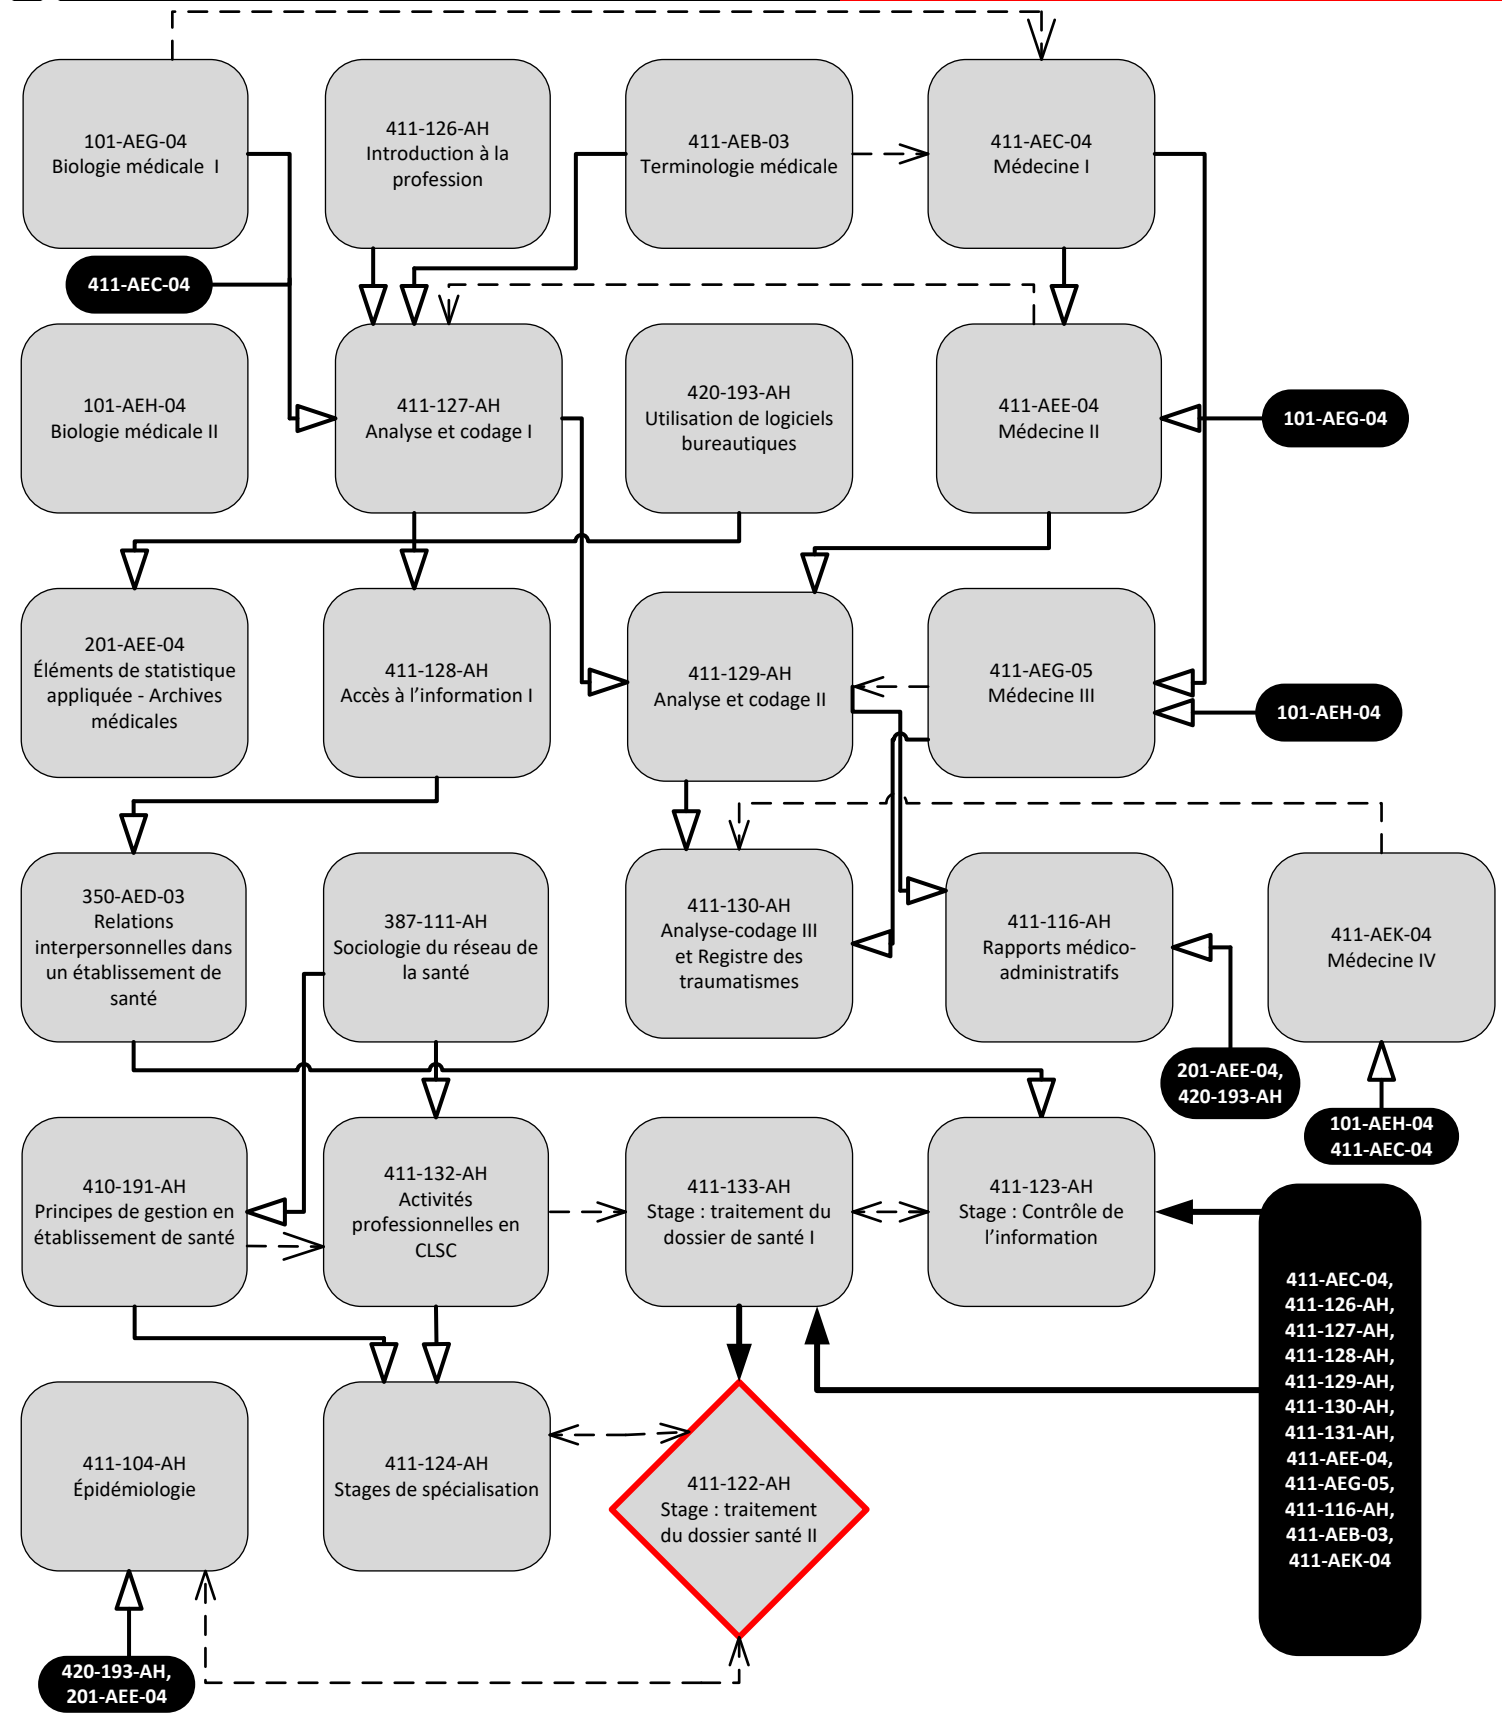 101-AEG-04
Biologie médicale I
411-126-AH
Introduction à la
profession
411-AEB-03
Terminologie médicale
411-AEC-04
Médecine I
411-AEC-04
101-AEH-04
Biologie médicale II
411-127-AH
Analyse et codage I
420-193-AH
Utilisation de logiciels
bureautiques
411-AEE-04
Médecine II
101-AEG-04
201-AEE-04
Éléments de statistique
appliquée - Archives
médicales
411-128-AH
Accès à l’information I
411-129-AH
Analyse et codage II
411-AEG-05
Médecine III
101-AEH-04
350-AED-03
Relations
interpersonnelles dans
un établissement de
santé
387-111-AH
Sociologie du réseau de
la santé
411-130-AH
Analyse-codage III
et Registre des
traumatismes
411-116-AH
Rapports médico-
administratifs
411-AEK-04
Médecine IV
201-AEE-04,
420-193-AH
101-AEH-04
411-AEC-04
410-191-AH
Principes de gestion en
établissement de santé
411-132-AH
Activités
professionnelles en
CLSC
411-133-AH
Stage : traitement du
dossier de santé I
411-123-AH
Stage : Contrôle de
l’information
411-AEC-04,
411-126-AH,
411-127-AH,
411-128-AH,
411-129-AH,
411-130-AH,
411-131-AH,
411-AEE-04,
411-AEG-05,
411-116-AH,
411-AEB-03,
411-AEK-04
411-104-AH
Épidémiologie
411-124-AH
Stages de spécialisation
411-122-AH
Stage : traitement
du dossier santé II
420-193-AH,
201-AEE-04